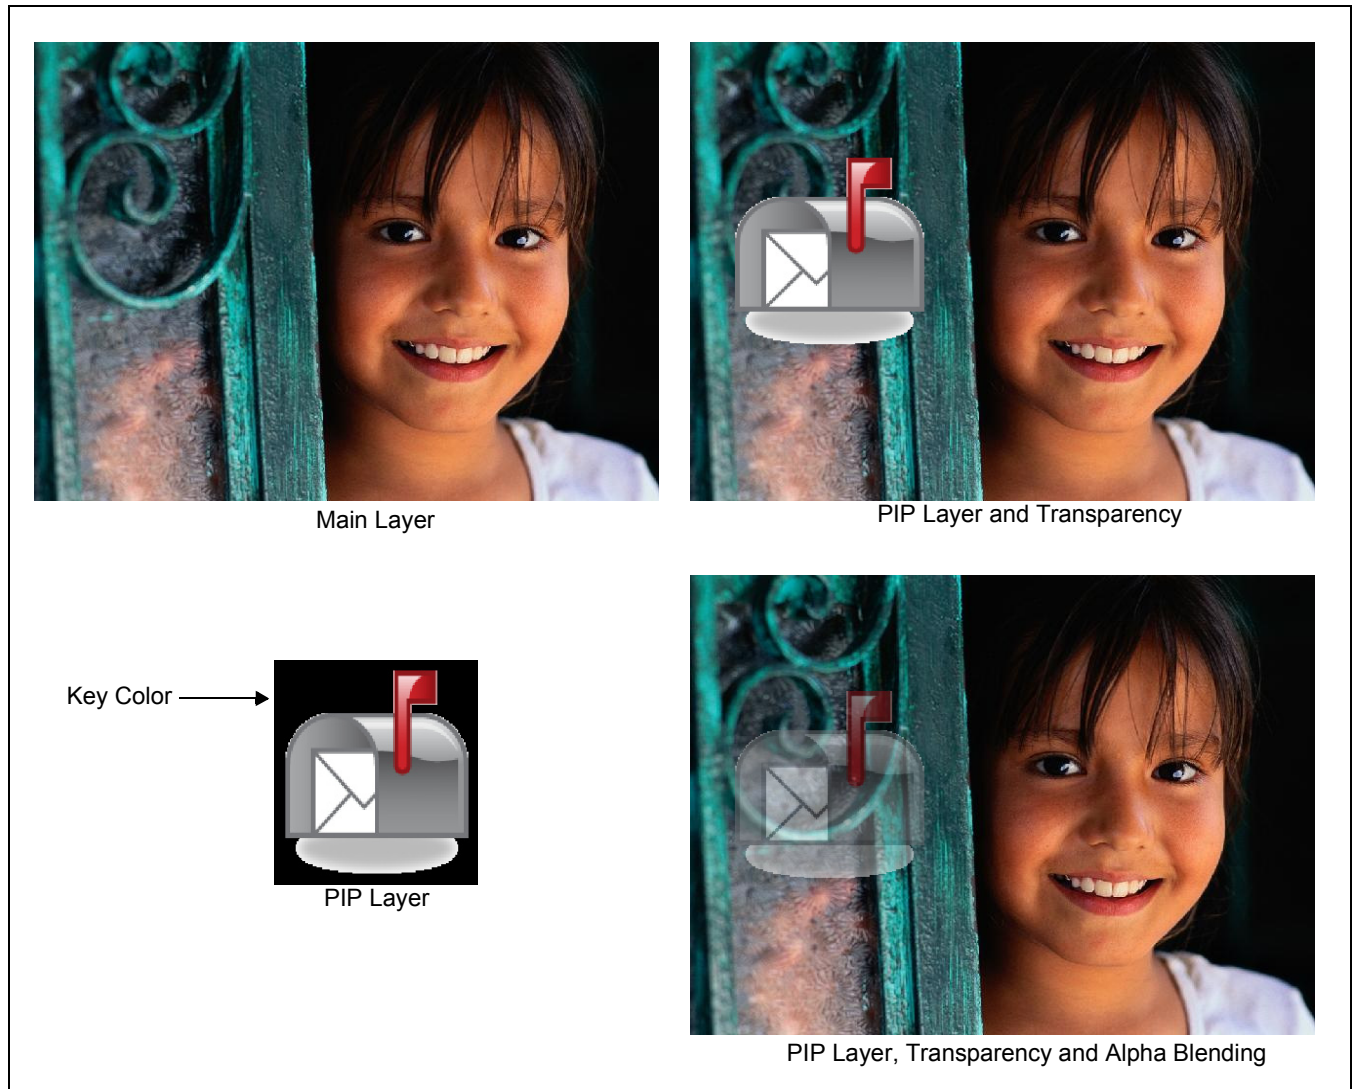 Main Layer
PIP Layer and Transparency
Key Color
PIP Layer
PIP Layer, Transparency and Alpha Blending